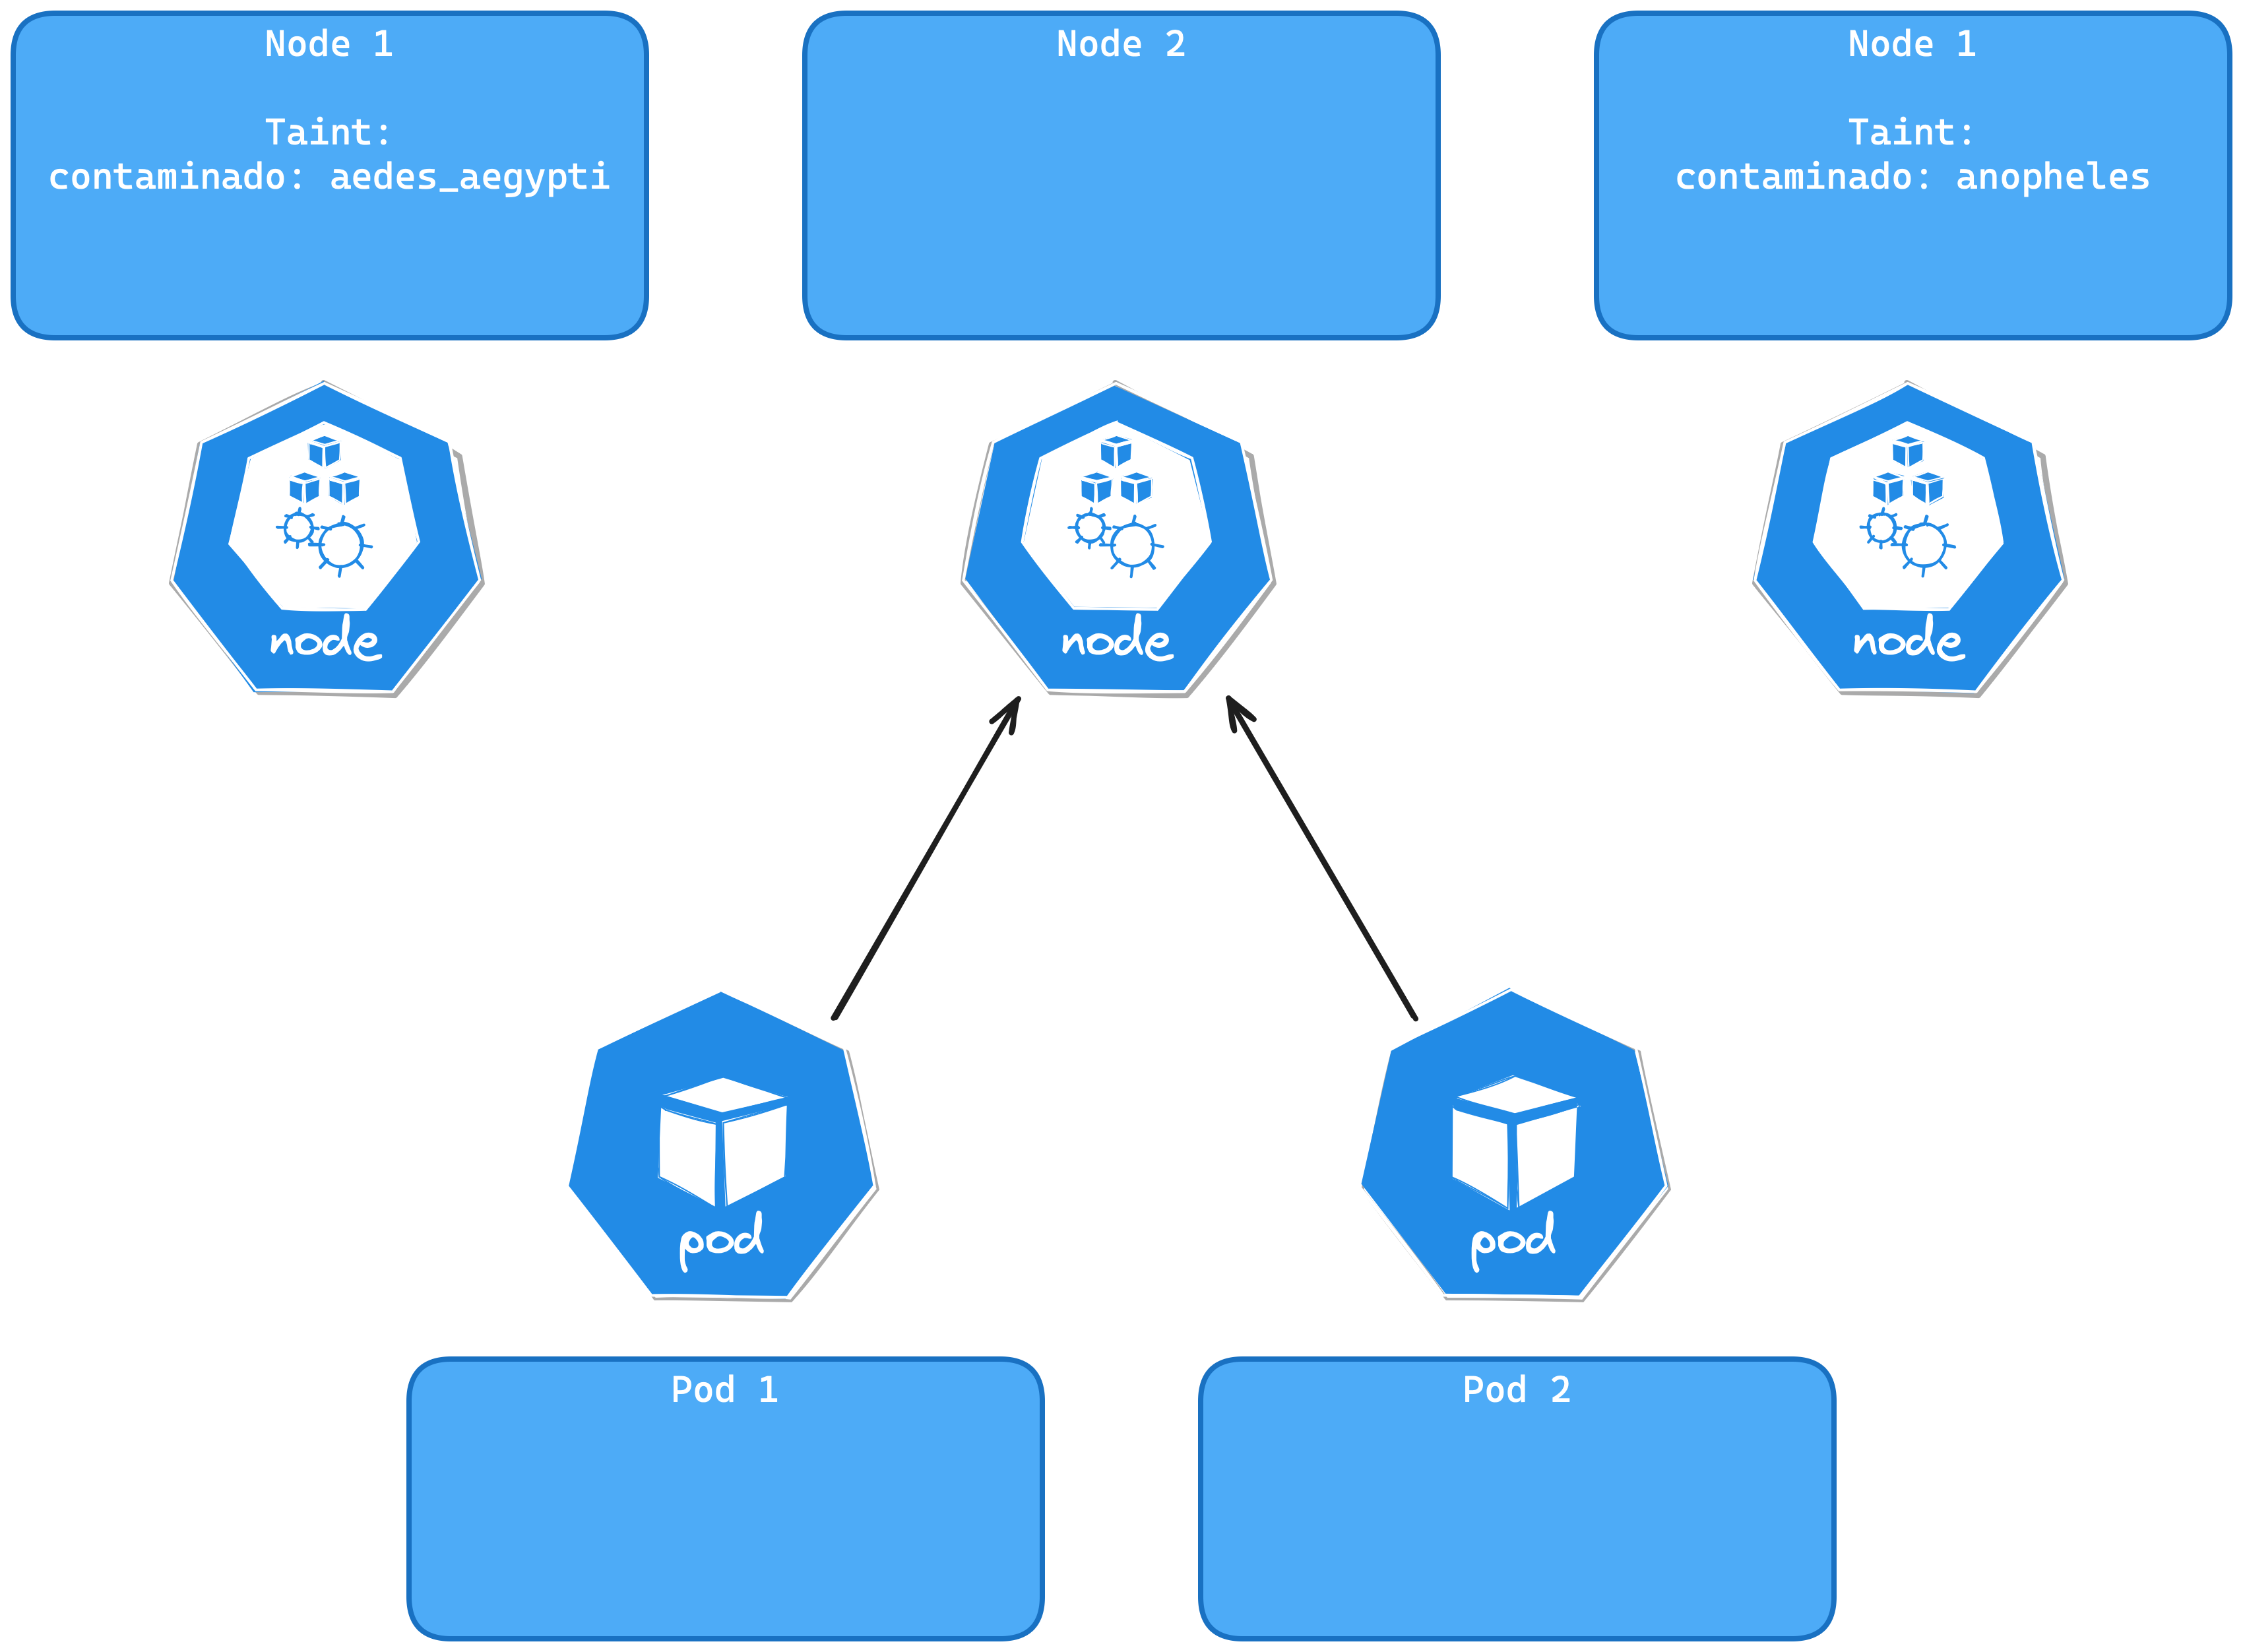 Node 1
Taint:
contaminado: aedes_aegypti
Node 2
Node 1
Taint:
contaminado: anopheles
node
node
node
pod
pod
Pod 1
Pod 2